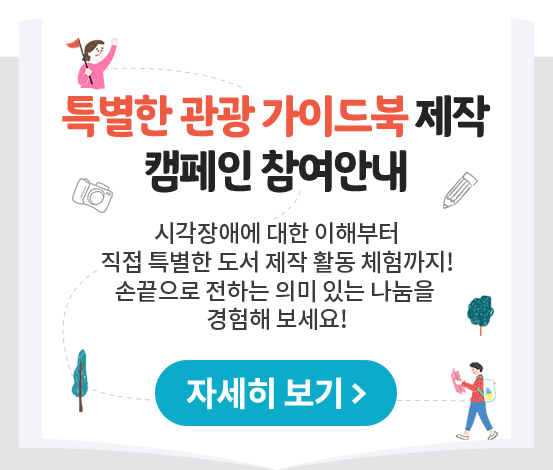 특별한 관광 가이드북 제작
캠페인 참여안내
시각장애에 대한 이해부터
직접 특별한 도서 제작 활동 체험까지!
손끝으로 전하는 의미 있는 나눔을
경험해 보세요!
자세히 보기 >